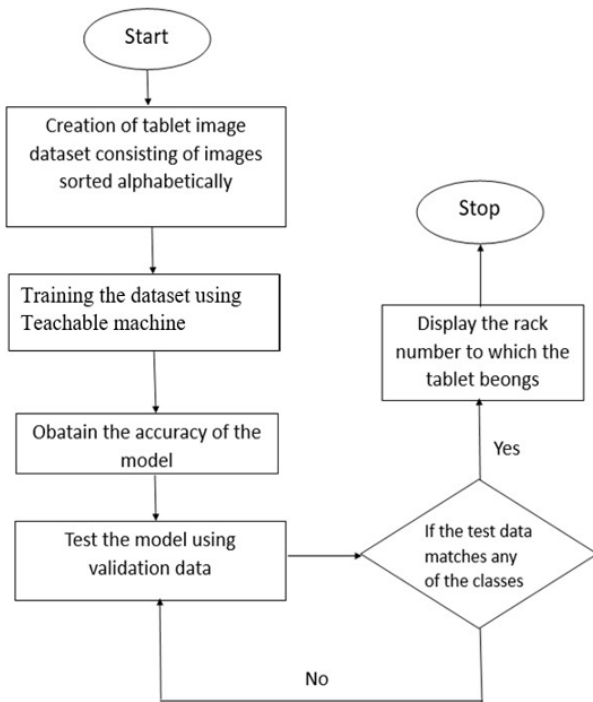 Start
Creation of tablet image
dataset consisting of images
sorted alphabetically
Training the dataset using
Teachable machine
Obatain the accuracy of the
model
Test the model using
validation data
If the test data
matches any
of the classes
No
Yes
Display the rack
number to which the
tablet beongs
Stop